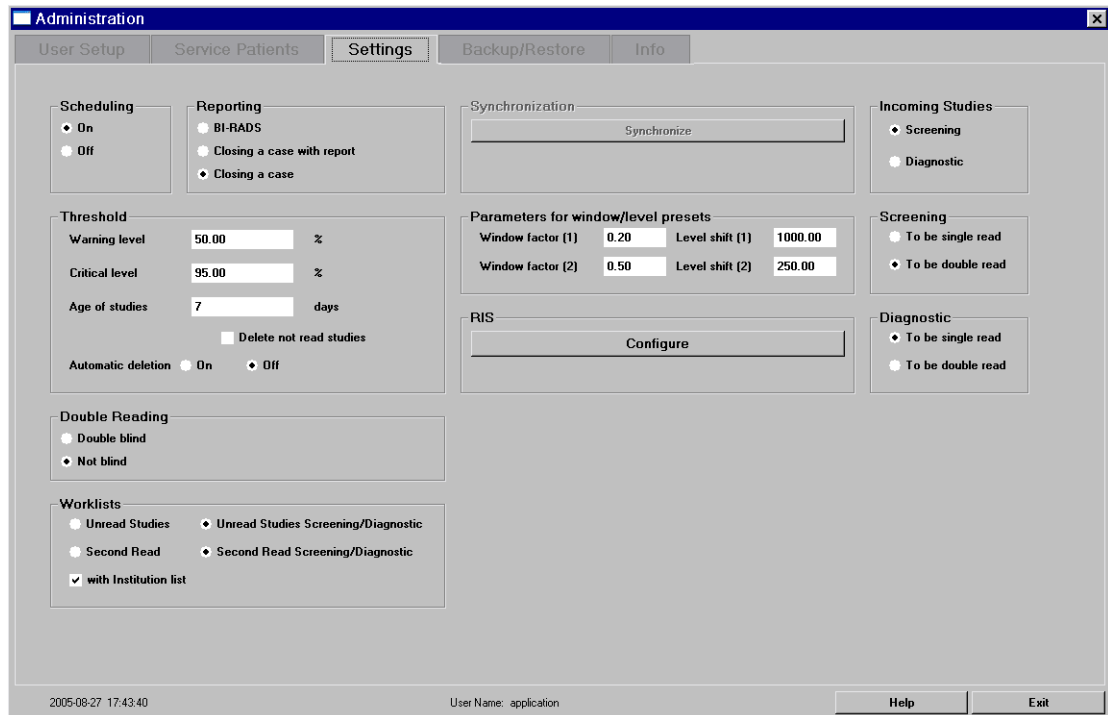 Administration
User Setup Service Patients Settings Backup/Restore Info
Scheduling
On
Off
Reporting
BI-RADS
Closing a case with report
Closing a case
Synchronization
Synchronize
Incoming Studies
Screening
Diagnostic
Threshold
Warning level 50.00 %
Critical level 95.00 %
Age of studies 7 days
Delete not read studies
Automatic deletion On Off
Parameters for window/level presets
Window factor (1) 0.20 Level shift (1) 1000.00
Window factor (2) 0.50 Level shift (2) 250.00
Screening
To be single read
To be double read
RIS
Configure
Diagnostic
To be single read
To be double read
Double Reading
Double blind
Not blind
Worklists
Unread Studies Unread Studies Screening/Diagnostic
Second Read Second Read Screening/Diagnostic
with Institution list
2005-08-27 17:43:40 User Name: application Help Exit